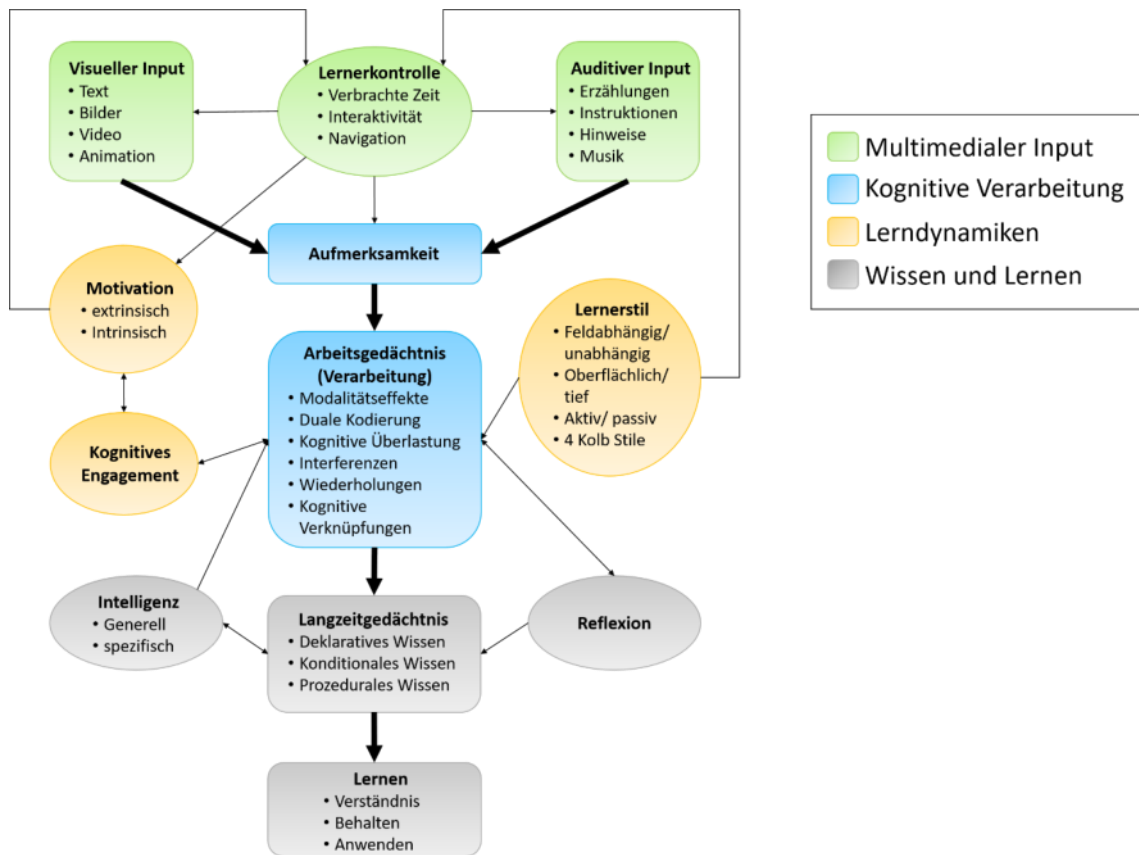 Visueller Input
• Text
• Bilder
• Video
• Animation
Lernerkontrolle
• Verbrachte Zeit
• Interaktivität
• Navigation
Auditiver Input
• Erzählungen
• Instruktionen
• Hinweise
• Musik
Multimedialer Input
Kognitive Verarbeitung
Lerndynamiken
Wissen und Lernen
Aufmerksamkeit
Motivation
• extrinsisch
• Intrinsisch
Arbeitsgedächtnis
(Verarbeitung)
• Modalitätseffekte
• Duale Kodierung
• Kognitive Überlastung
• Interferenzen
• Wiederholungen
• Kognitive
Verknüpfungen
Lernerstil
• Feldabhängig/
unabhängig
• Oberflächlich/
tief
• Aktiv/ passiv
• 4 Kolb Stile
Kognitives
Engagement
Intelligenz
• Generell
• spezifisch
Langzeitgedächtnis
• Deklaratives Wissen
• Konditionales Wissen
• Prozedurales Wissen
Reflexion
Lernen
• Verständnis
• Behalten
• Anwenden